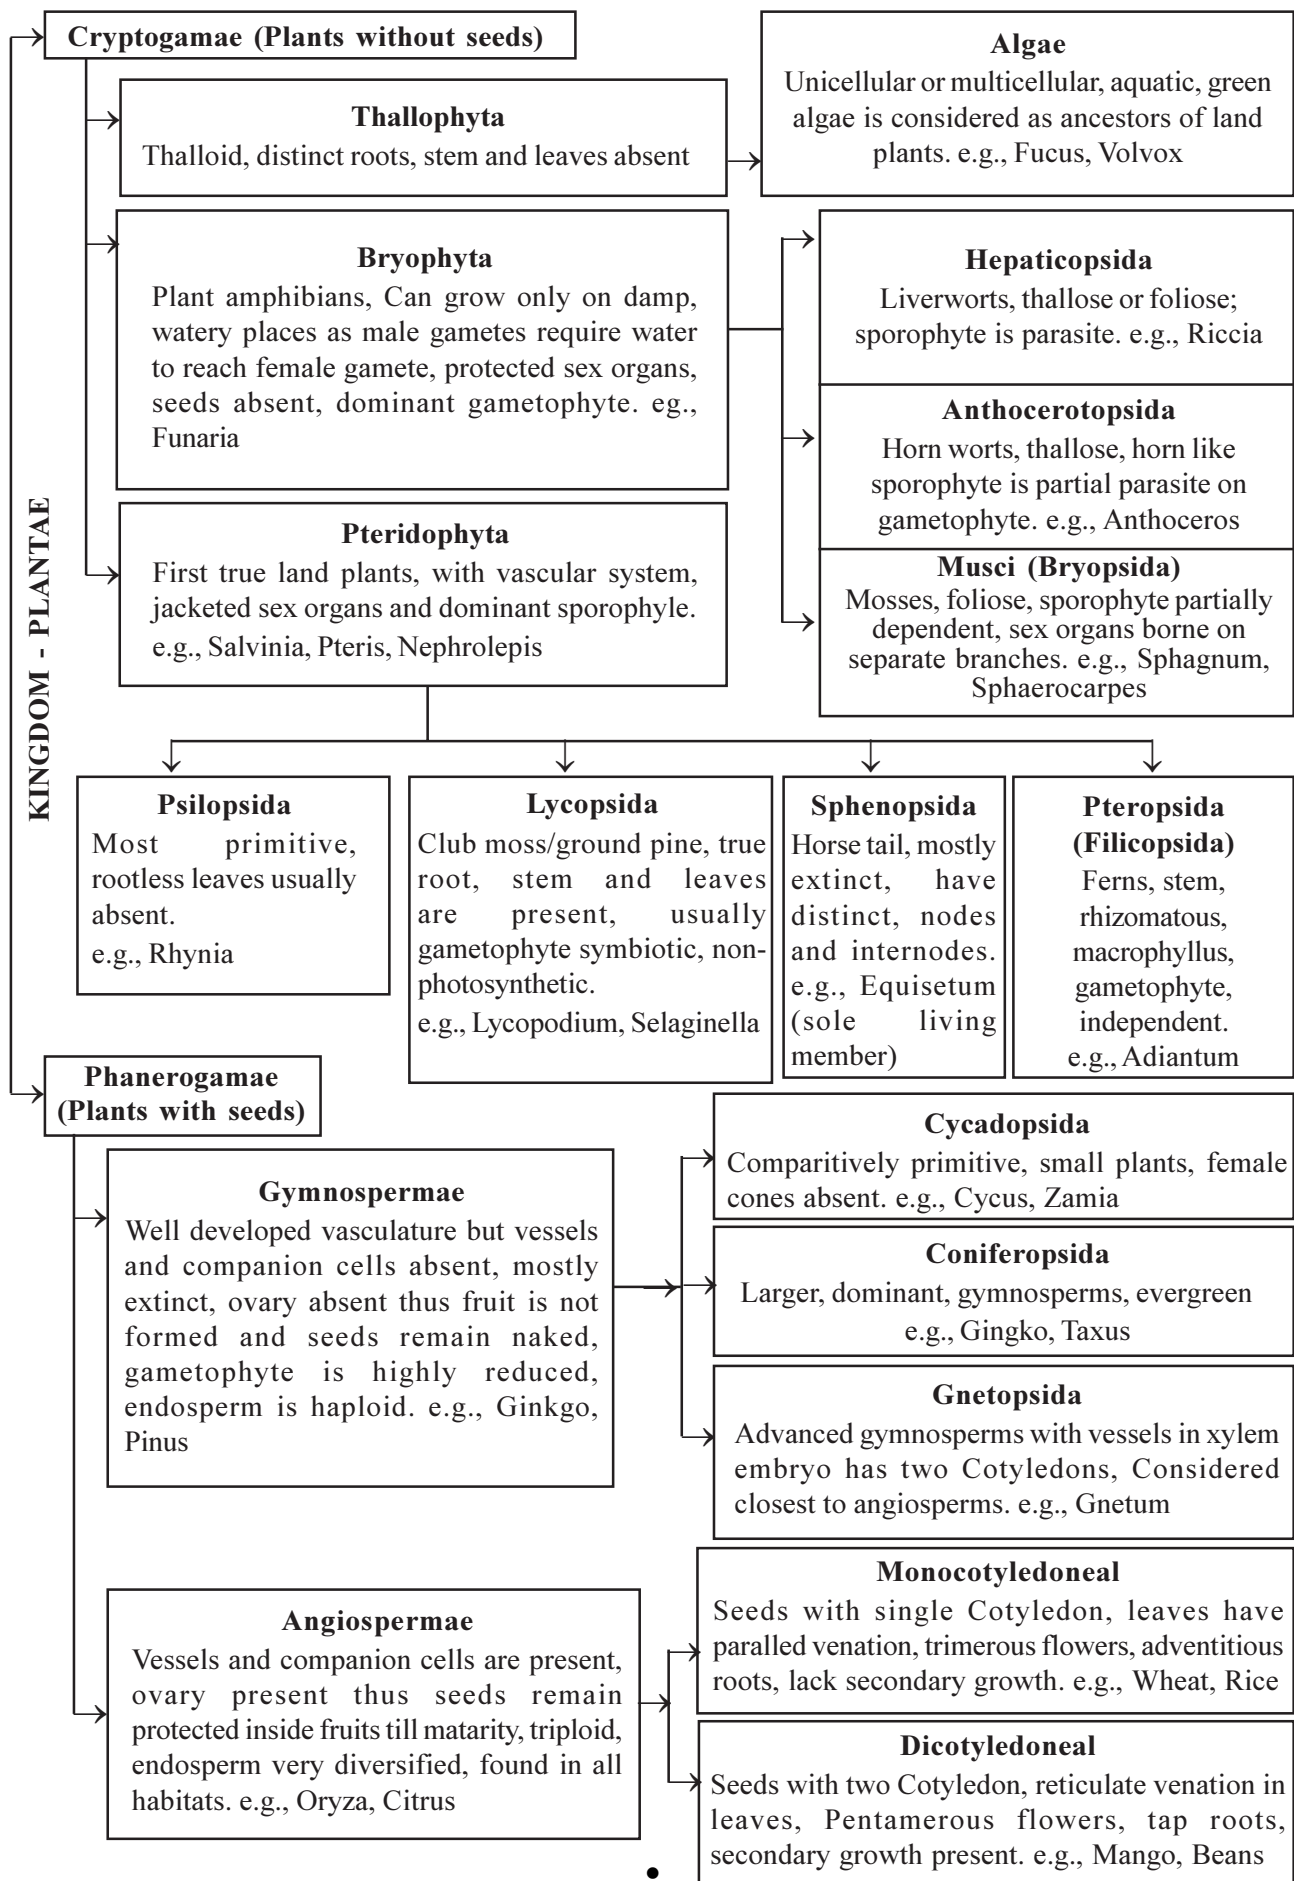 KINGDOM - PLANTAE
Cryptogamae (Plants without seeds)
Thallophyta
Thalloid, distinct roots, stem and leaves absent
Algae
Unicellular or multicellular, aquatic, green
algae is considered as ancestors of land
plants. e.g., Fucus, Volvox
Bryophyta
Plant amphibians, Can grow only on damp,
watery places as male gametes require water
to reach female gamete, protected sex organs,
seeds absent, dominant gametophyte. eg.,
Funaria
Hepaticopsida
Liverworts, thallose or foliose;
sporophyte is parasite. e.g., Riccia
Anthocerotopsida
Horn worts, thallose, horn like
sporophyte is partial parasite on
gametophyte. e.g., Anthoceros
Musci (Bryopsida)
Mosses, foliose, sporophyte partially
dependent, sex organs borne on
separate branches. e.g., Sphagnum,
Sphaerocarpes
Pteridophyta
First true land plants, with vascular system,
jacketed sex organs and dominant sporophyle.
e.g., Salvinia, Pteris, Nephrolepis
Psilopsida
Most primitive,
rootless leaves usually
absent.
e.g., Rhynia
Lycopsida
Club moss/ground pine, true
root, stem and leaves
are present, usually
gametophyte symbiotic, non-
photosynthetic.
e.g., Lycopodium, Selaginella
Sphenopsida
Horse tail, mostly
extinct, have
distinct, nodes
and internodes.
e.g., Equisetum
(sole living
member)
Pteropsida
(Filicopsida)
Ferns, stem,
rhizomatous,
macrophyllus,
gametophyte,
independent.
e.g., Adiantum
Phanerogamae
(Plants with seeds)
Gymnospermae
Well developed vasculature but vessels
and companion cells absent, mostly
extinct, ovary absent thus fruit is not
formed and seeds remain naked,
gametophyte is highly reduced,
endosperm is haploid. e.g., Ginkgo,
Pinus
Cycadopsida
Comparitively primitive, small plants, female
cones absent. e.g., Cycus, Zamia
Coniferopsida
Larger, dominant, gymnosperms, evergreen
e.g., Gingko, Taxus
Gnetopsida
Advanced gymnosperms with vessels in xylem
embryo has two Cotyledons, Considered
closest to angiosperms. e.g., Gnetum
Angiospermae
Vessels and companion cells are present,
ovary present thus seeds remain
protected inside fruits till matarity, triploid,
endosperm very diversified, found in all
habitats. e.g., Oryza, Citrus
Monocotyledoneal
Seeds with single Cotyledon, leaves have
paralled venation, trimerous flowers, adventitious
roots, lack secondary growth. e.g., Wheat, Rice
Dicotyledoneal
Seeds with two Cotyledon, reticulate venation in
leaves, Pentamerous flowers, tap roots,
secondary growth present. e.g., Mango, Beans